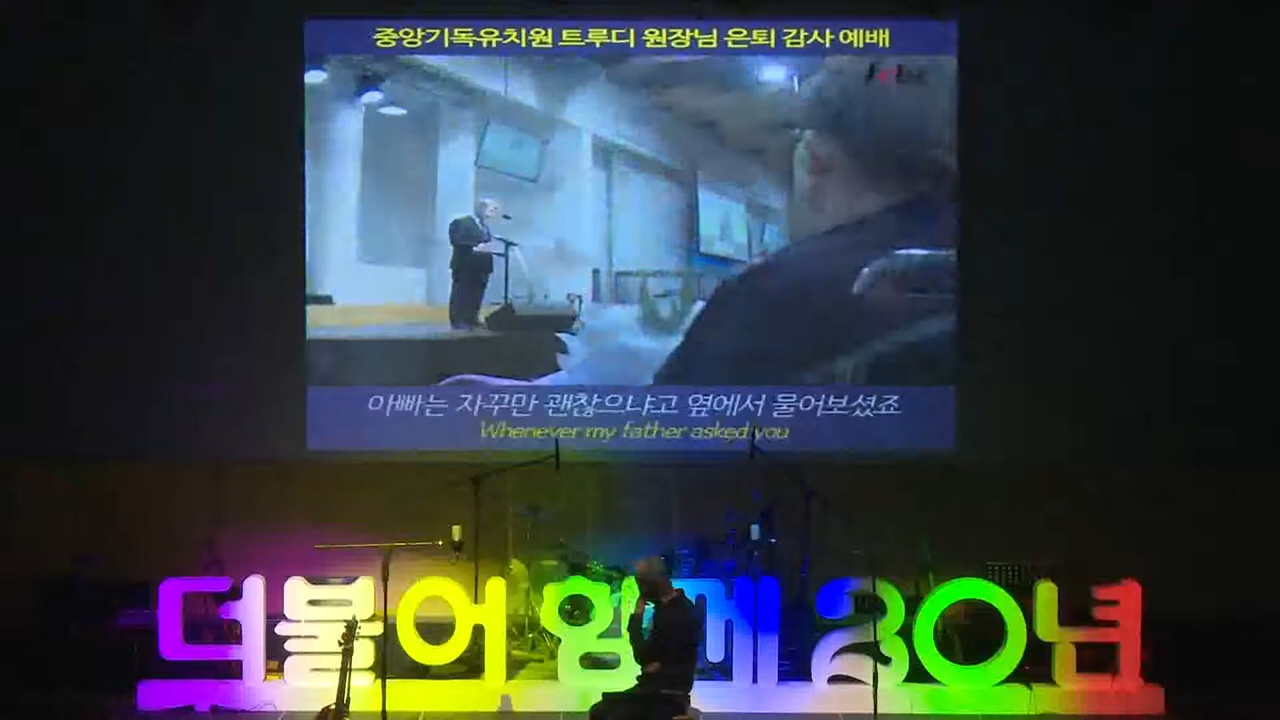 중앙기독유치원 트루디 원장님 은퇴 감사 예배
아빠는 자꾸만 괜찮으냐고 옆에서 물어보셨죠
Whenever my father asked you
더불어 함께 30년